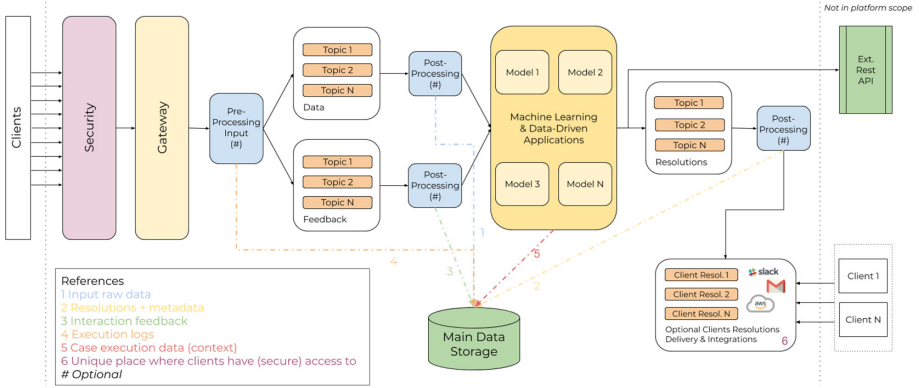 Not in platform scope
Clients
Security
Gateway
Pre-
Processing
Input
(#)
Topic 1
Topic 2
Topic N
Data
Topic 1
Topic 2
Topic N
Feedback
Post-
Processing
(#)
Post-
Processing
(#)
Model 1
Model 2
Machine Learning
& Data-Driven
Applications
Model 3
Model N
Topic 1
Topic 2
Topic N
Resolutions
Post-
Processing
(#)
Ext.
Rest
API
1
2
3
4
5
References
1 Input raw data
2 Resolutions + metadata
3 Interaction feedback
4 Execution logs
5 Case execution data (context)
6 Unique place where clients have (secure) access to
# Optional
Main Data
Storage
Client Resol. 1
Client Resol. 2
Client Resol. N
slack
aws
Optional Clients Resolutions
Delivery & Integrations
6
Client 1
Client N